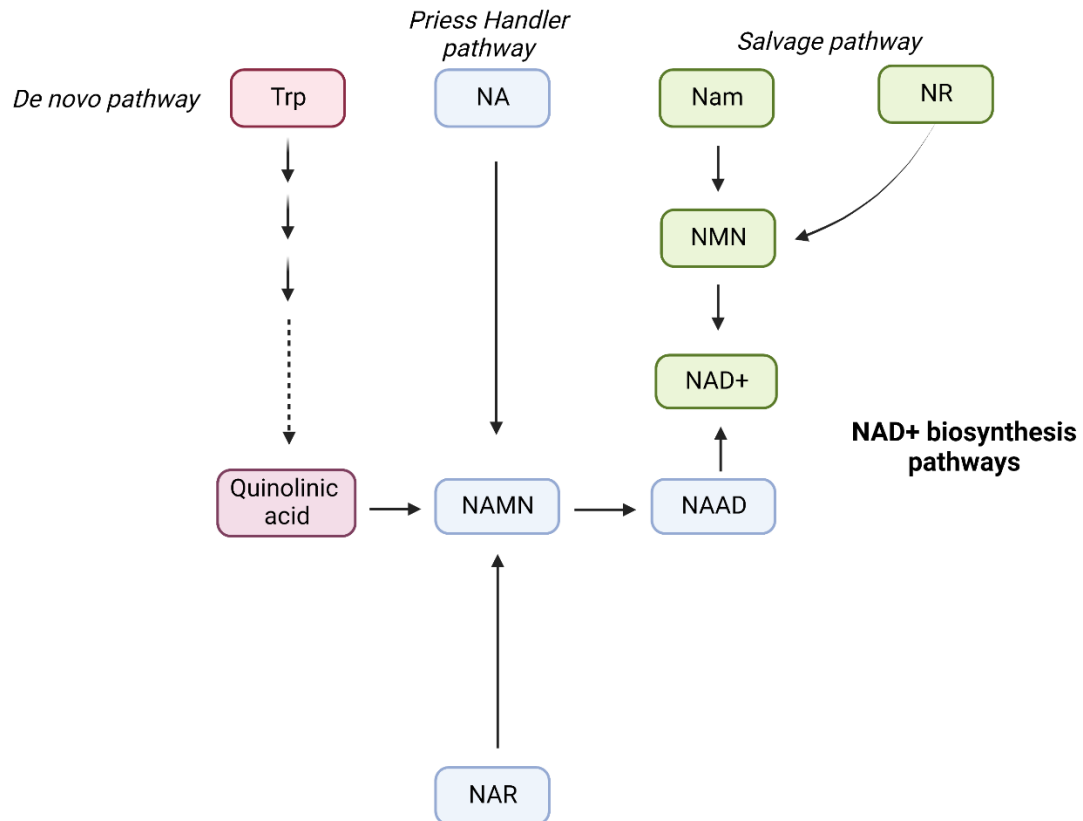 Priess Handler
pathway
Salvage pathway
De novo pathway
Trp
NA
Nam
NR
NMN
NAD+
NAD+ biosynthesis
pathways
Quinolinic
acid
NAMN
NAAD
NAR